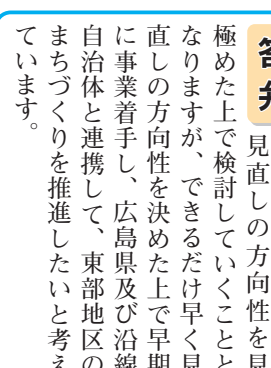 答弁
見直しの方向性を見
極めた上で検討していくことと
なりますが、できるだけ早く見
直しの方向性を決めた上で早期
に事業着手し、広島県及び沿線
自治体と連携して、東部地区の
まちづくりを推進したいと考え
ています。